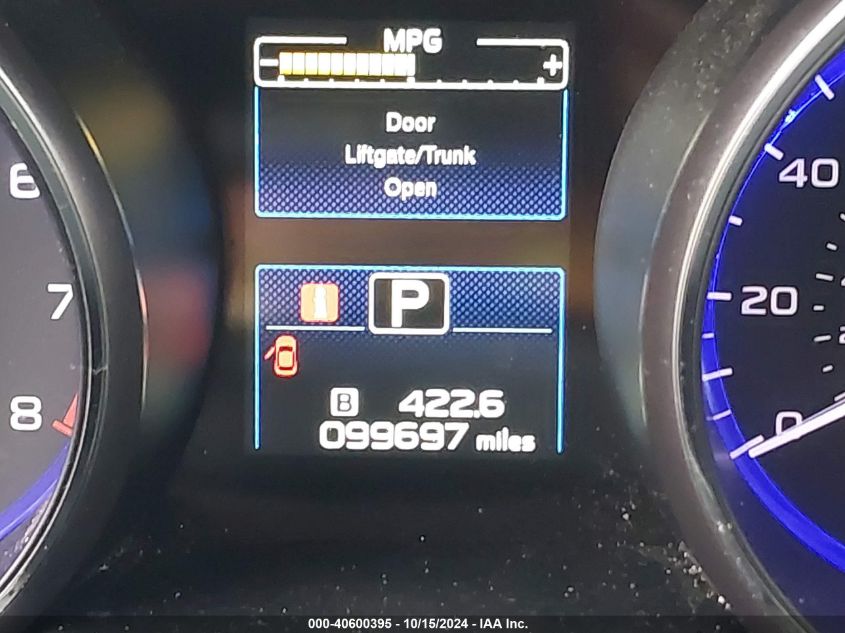 MPG
- +
Door
Liftgate/Trunk
Open
6
7
8
P
B 422.6
099697 miles
40
20
0
000-40600395 - 10/15/2024 - IAA Inc.